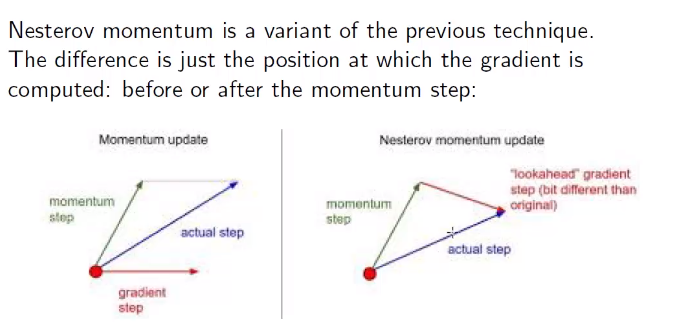 Nesterov momentum is a variant of the previous technique.
The difference is just the position at which the gradient is
computed: before or after the momentum step:
Momentum update
momentum
step
actual step
gradient
step
Nesterov momentum update
momentum
step
"lookahead" gradient
step (bit different than
original)
actual step